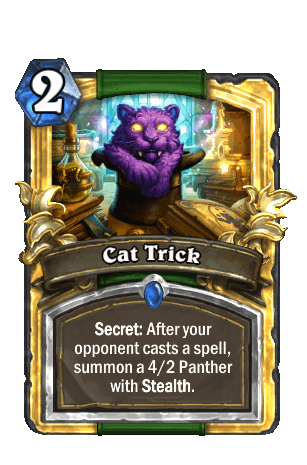 2
Cat Trick
Secret: After your
opponent casts a spell,
summon a 4/2 Panther
with Stealth.